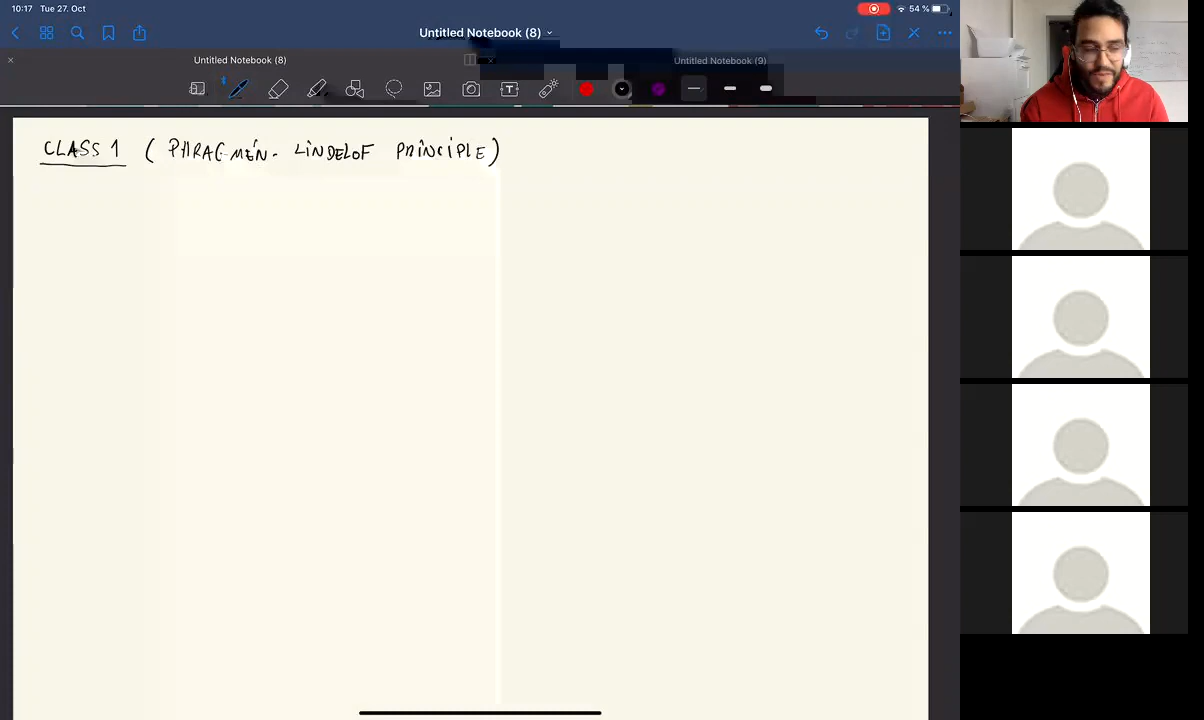 10:17 Tue 27. Oct
54 %
Untitled Notebook (8)
Untitled Notebook (8)
Untitled Notebook (9)
CLASS 1 (PHRAGMÉN-LINDELOF PRINCIPLE)